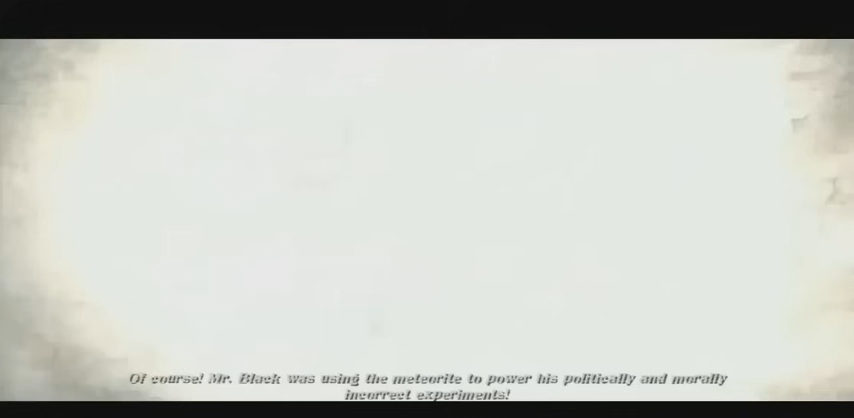 Of course! Mr. Black was using the meteorite to power his politically and morally
incorrect experiments!